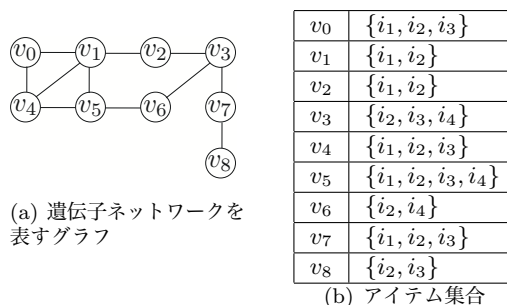 v0 v1 v2 v3
v4 v5 v6 v7
v8
(a) 遺伝子ネットワークを
表すグラフ
v0 {i1, i2, i3}
v1 {i1, i2}
v2 {i1, i2}
v3 {i2, i3, i4}
v4 {i1, i2, i3}
v5 {i1, i2, i3, i4}
v6 {i2, i4}
v7 {i1, i2, i3}
v8 {i2, i3}
(b) アイテム集合